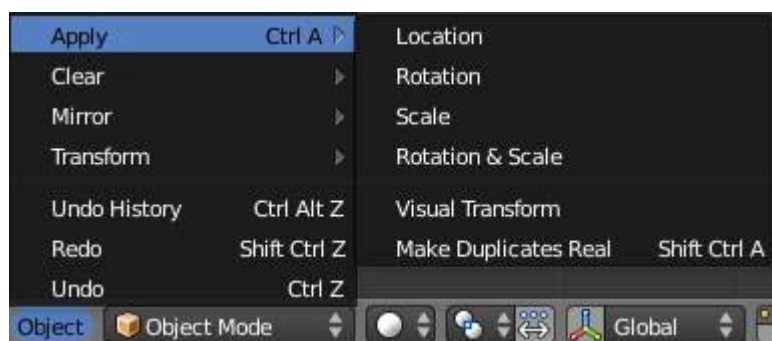 Apply Ctrl A
Clear
Mirror
Transform
Undo History Ctrl Alt Z
Redo Shift Ctrl Z
Undo Ctrl Z
Location
Rotation
Scale
Rotation & Scale
Visual Transform
Make Duplicates Real Shift Ctrl A
Object Object Mode Global